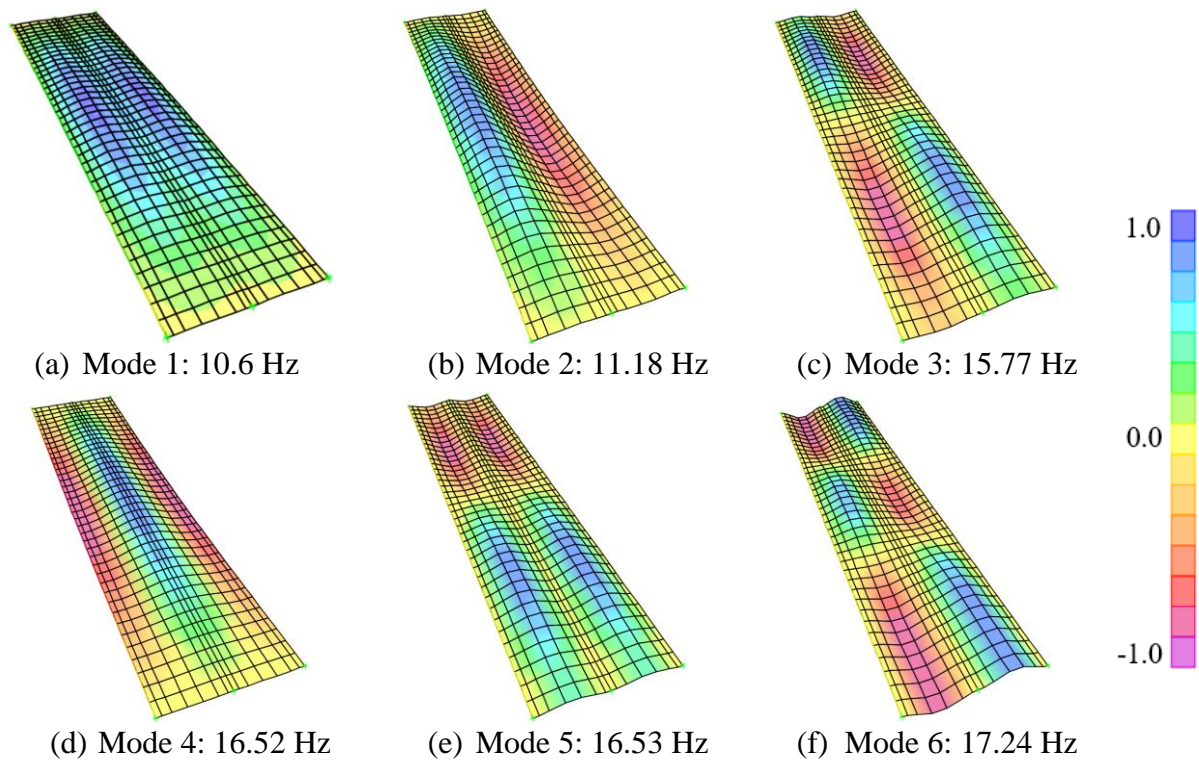 (a) Mode 1: 10.6 Hz
(b) Mode 2: 11.18 Hz
(c) Mode 3: 15.77 Hz
1.0
0.0
-1.0
(d) Mode 4: 16.52 Hz
(e) Mode 5: 16.53 Hz
(f) Mode 6: 17.24 Hz